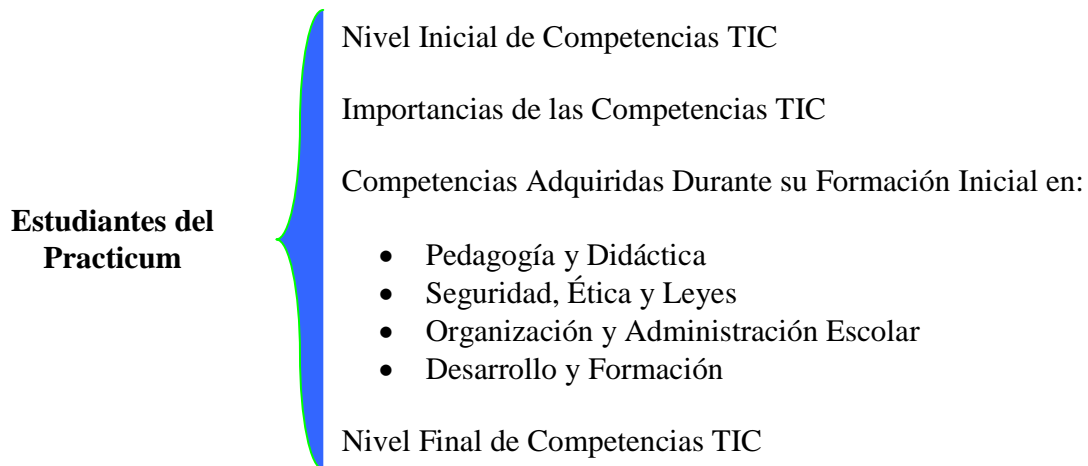 Nivel Inicial de Competencias TIC
Importancias de las Competencias TIC
Competencias Adquiridas Durante su Formación Inicial en:
Estudiantes del
Practicum
• Pedagogía y Didáctica
• Seguridad, Ética y Leyes
• Organización y Administración Escolar
• Desarrollo y Formación
Nivel Final de Competencias TIC